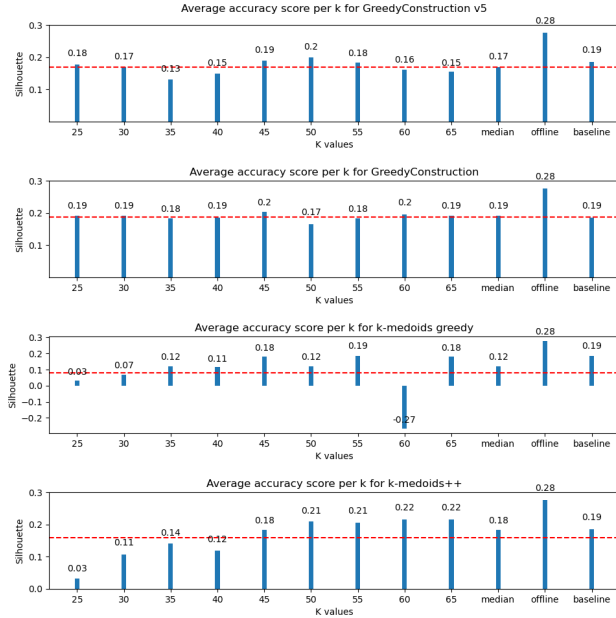 Average accuracy score per k for GreedyConstruction v5
0.28
0.18 0.17 0.13 0.15 0.19 0.2 0.18 0.16 0.15 0.17 0.19
0.3
0.2
0.1
Silhouette
25 30 35 40 45 50 55 60 65 median offline baseline
K values
Average accuracy score per k for GreedyConstruction
0.28
0.19 0.19 0.18 0.19 0.2 0.17 0.18 0.2 0.19 0.19 0.19
0.3
0.2
0.1
Silhouette
25 30 35 40 45 50 55 60 65 median offline baseline
K values
Average accuracy score per k for k-medoids greedy
0.03 0.07 0.12 0.11 0.18 0.12 0.19 -0.27 0.18 0.12 0.28 0.19
0.3
0.2
0.1
0.0
−0.1
−0.2
Silhouette
25 30 35 40 45 50 55 60 65 median offline baseline
K values
Average accuracy score per k for k-medoids++
0.03 0.11 0.14 0.12 0.18 0.21 0.21 0.22 0.22 0.18 0.28 0.19
0.3
0.2
0.1
0.0
Silhouette
25 30 35 40 45 50 55 60 65 median offline baseline
K values